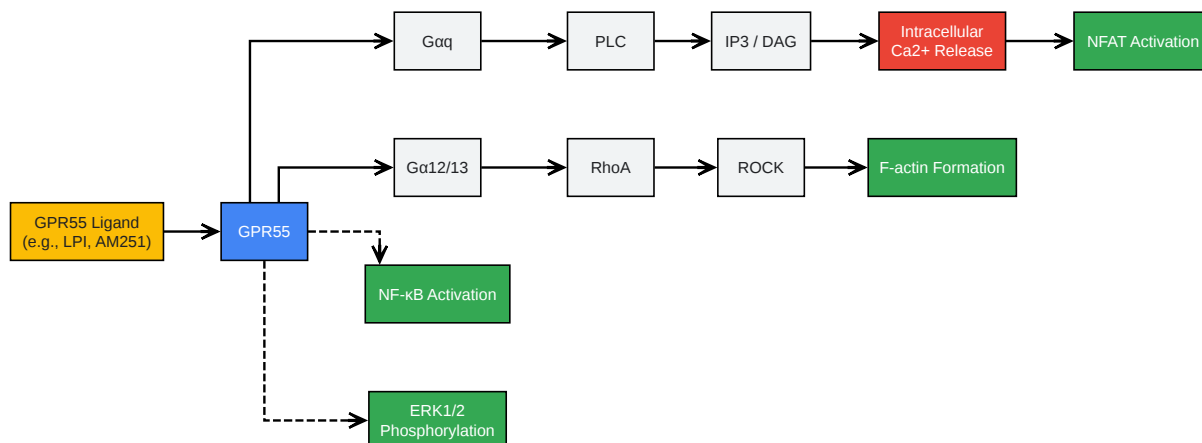 Gαq
PLC
IP3 / DAG
Intracellular
Ca2+ Release
NFAT Activation
Gα12/13
RhoA
ROCK
F-actin Formation
GPR55 Ligand
(e.g., LPI, AM251)
GPR55
NF-κB Activation
ERK1/2
Phosphorylation